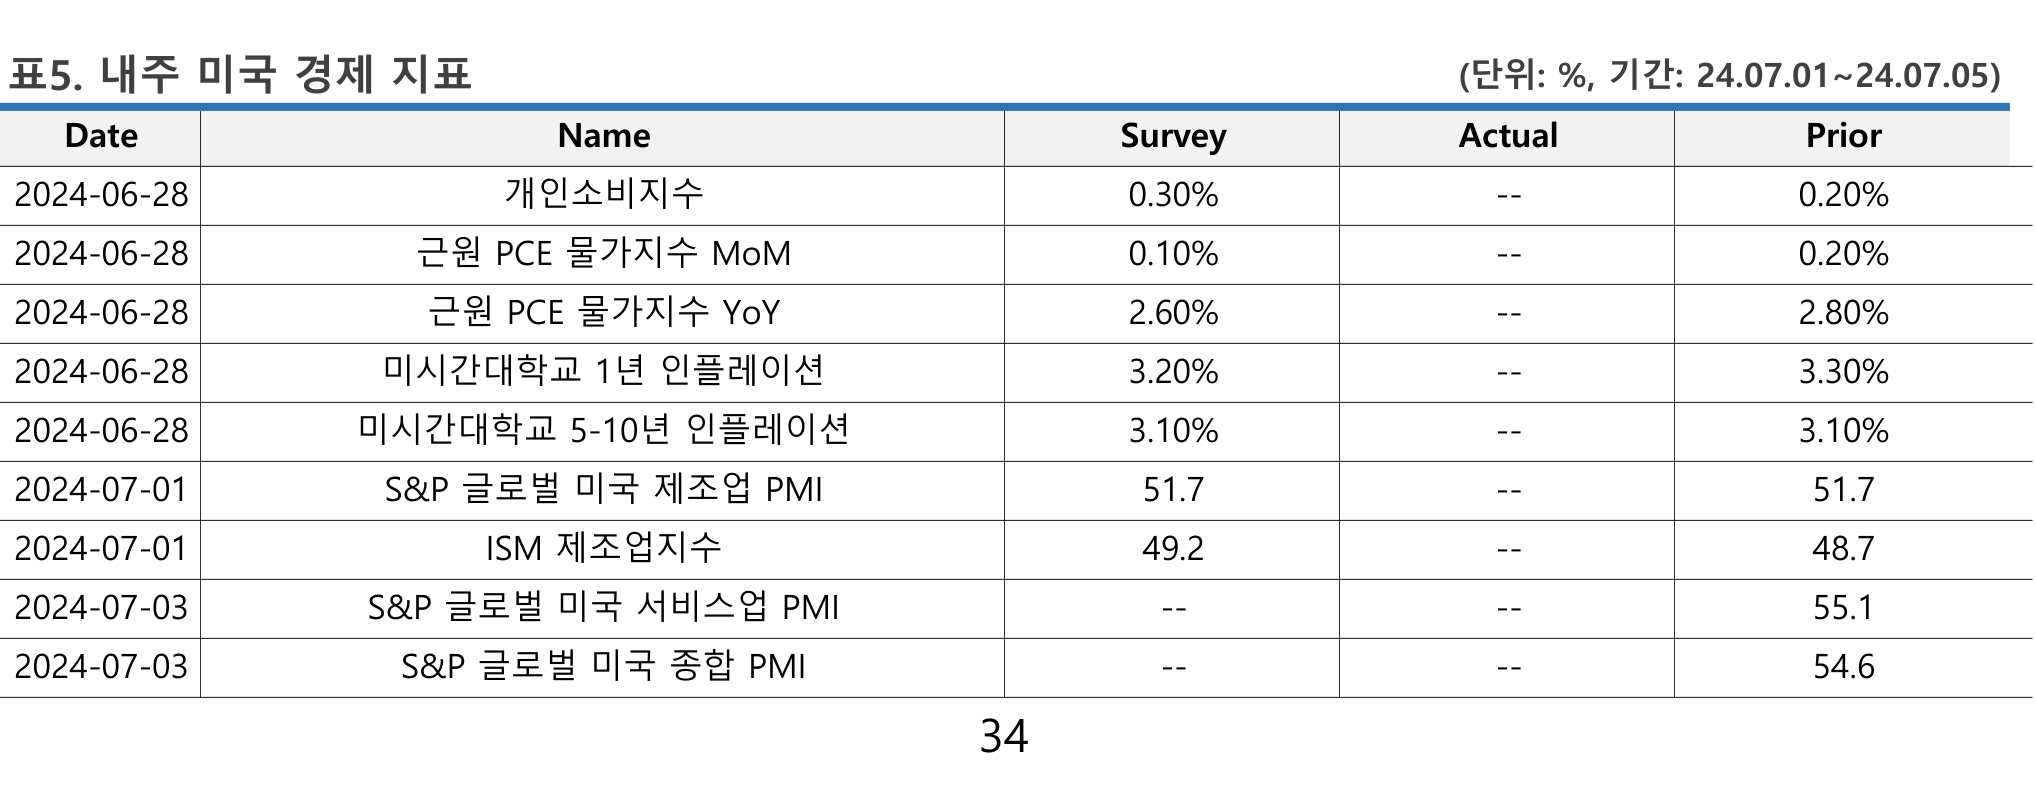 표5. 내주 미국 경제 지표 (단위: %, 기간: 24.07.01~24.07.05)
Date Name Survey Actual Prior
2024-06-28 개인소비지수 0.30% -- 0.20%
2024-06-28 근원 PCE 물가지수 MoM 0.10% -- 0.20%
2024-06-28 근원 PCE 물가지수 YoY 2.60% -- 2.80%
2024-06-28 미시간대학교 1년 인플레이션 3.20% -- 3.30%
2024-06-28 미시간대학교 5-10년 인플레이션 3.10% -- 3.10%
2024-07-01 S&P 글로벌 미국 제조업 PMI 51.7 -- 51.7
2024-07-01 ISM 제조업지수 49.2 -- 48.7
2024-07-03 S&P 글로벌 미국 서비스업 PMI -- -- 55.1
2024-07-03 S&P 글로벌 미국 종합 PMI -- -- 54.6
34